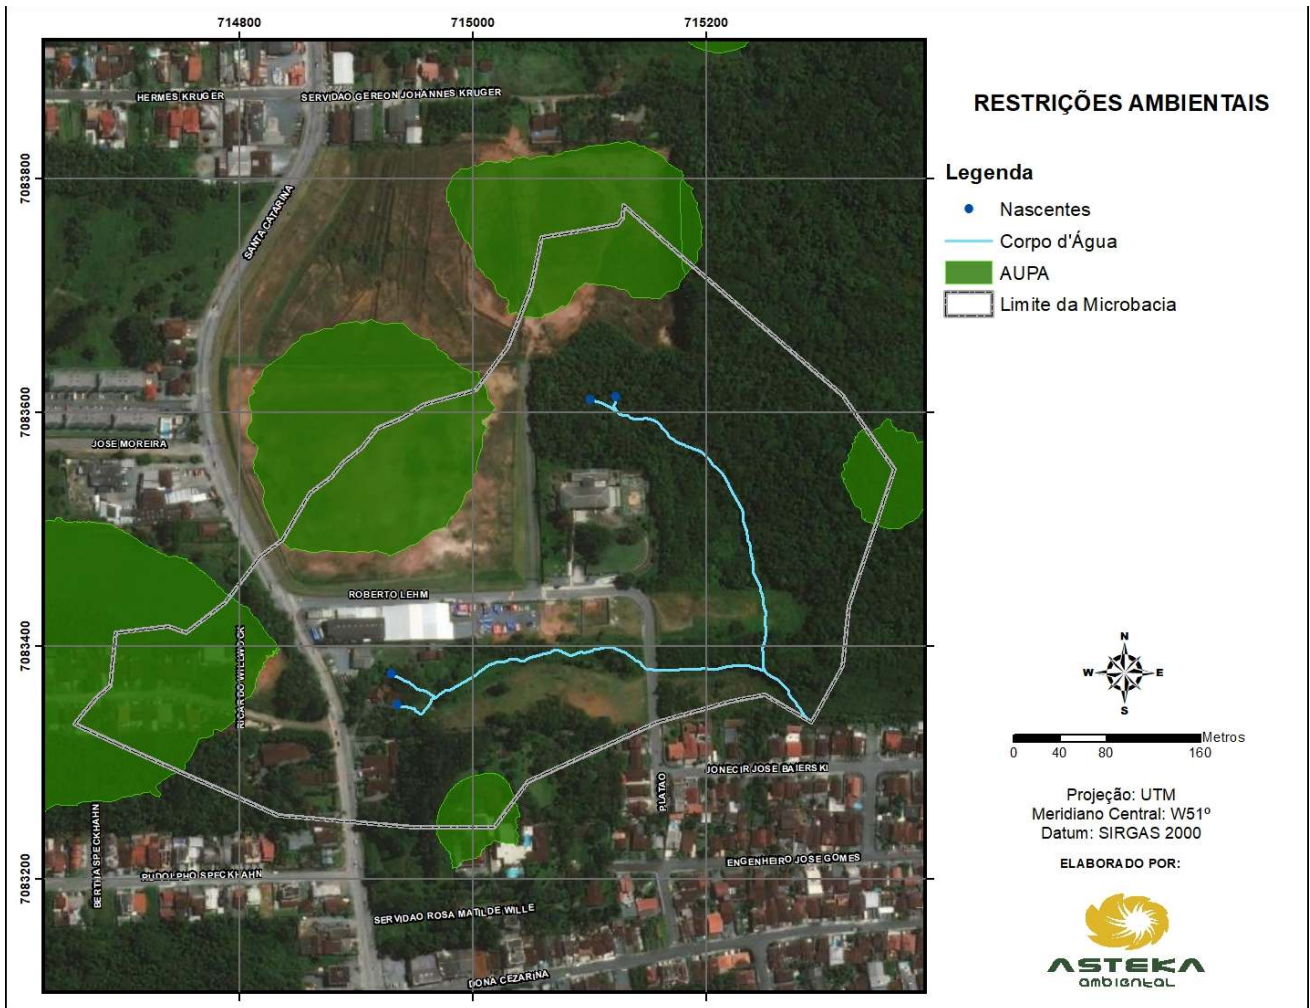 714800
715000
715200
HERMES KRUGER
SERVIDAO GEREON JOHANNES KRUGER
SANTA CATARINA
7083800
7083600
7083400
7083200
JOSE MOREIRA
ROBERTO LEHM
RICARDO WILLWOCK
JONECIR JOSE BAIERSKI
PLATAO
BERTHA SPECKHAHN
RUDOLPHO SPECKHAHN
ENGENHEIRO JOSE GOMES
SERVIDAO ROSA MATILDE WILLE
DONA CEZARINA
RESTRIÇÕES AMBIENTAIS
Legenda
Nascentes
Corpo d'Água
AUPA
Limite da Microbacia
N
W
E
S
Metros
0 40 80 160
Projeção: UTM
Meridiano Central: W51º
Datum: SIRGAS 2000
ELABORADO POR:
ASTEKA
ambiental